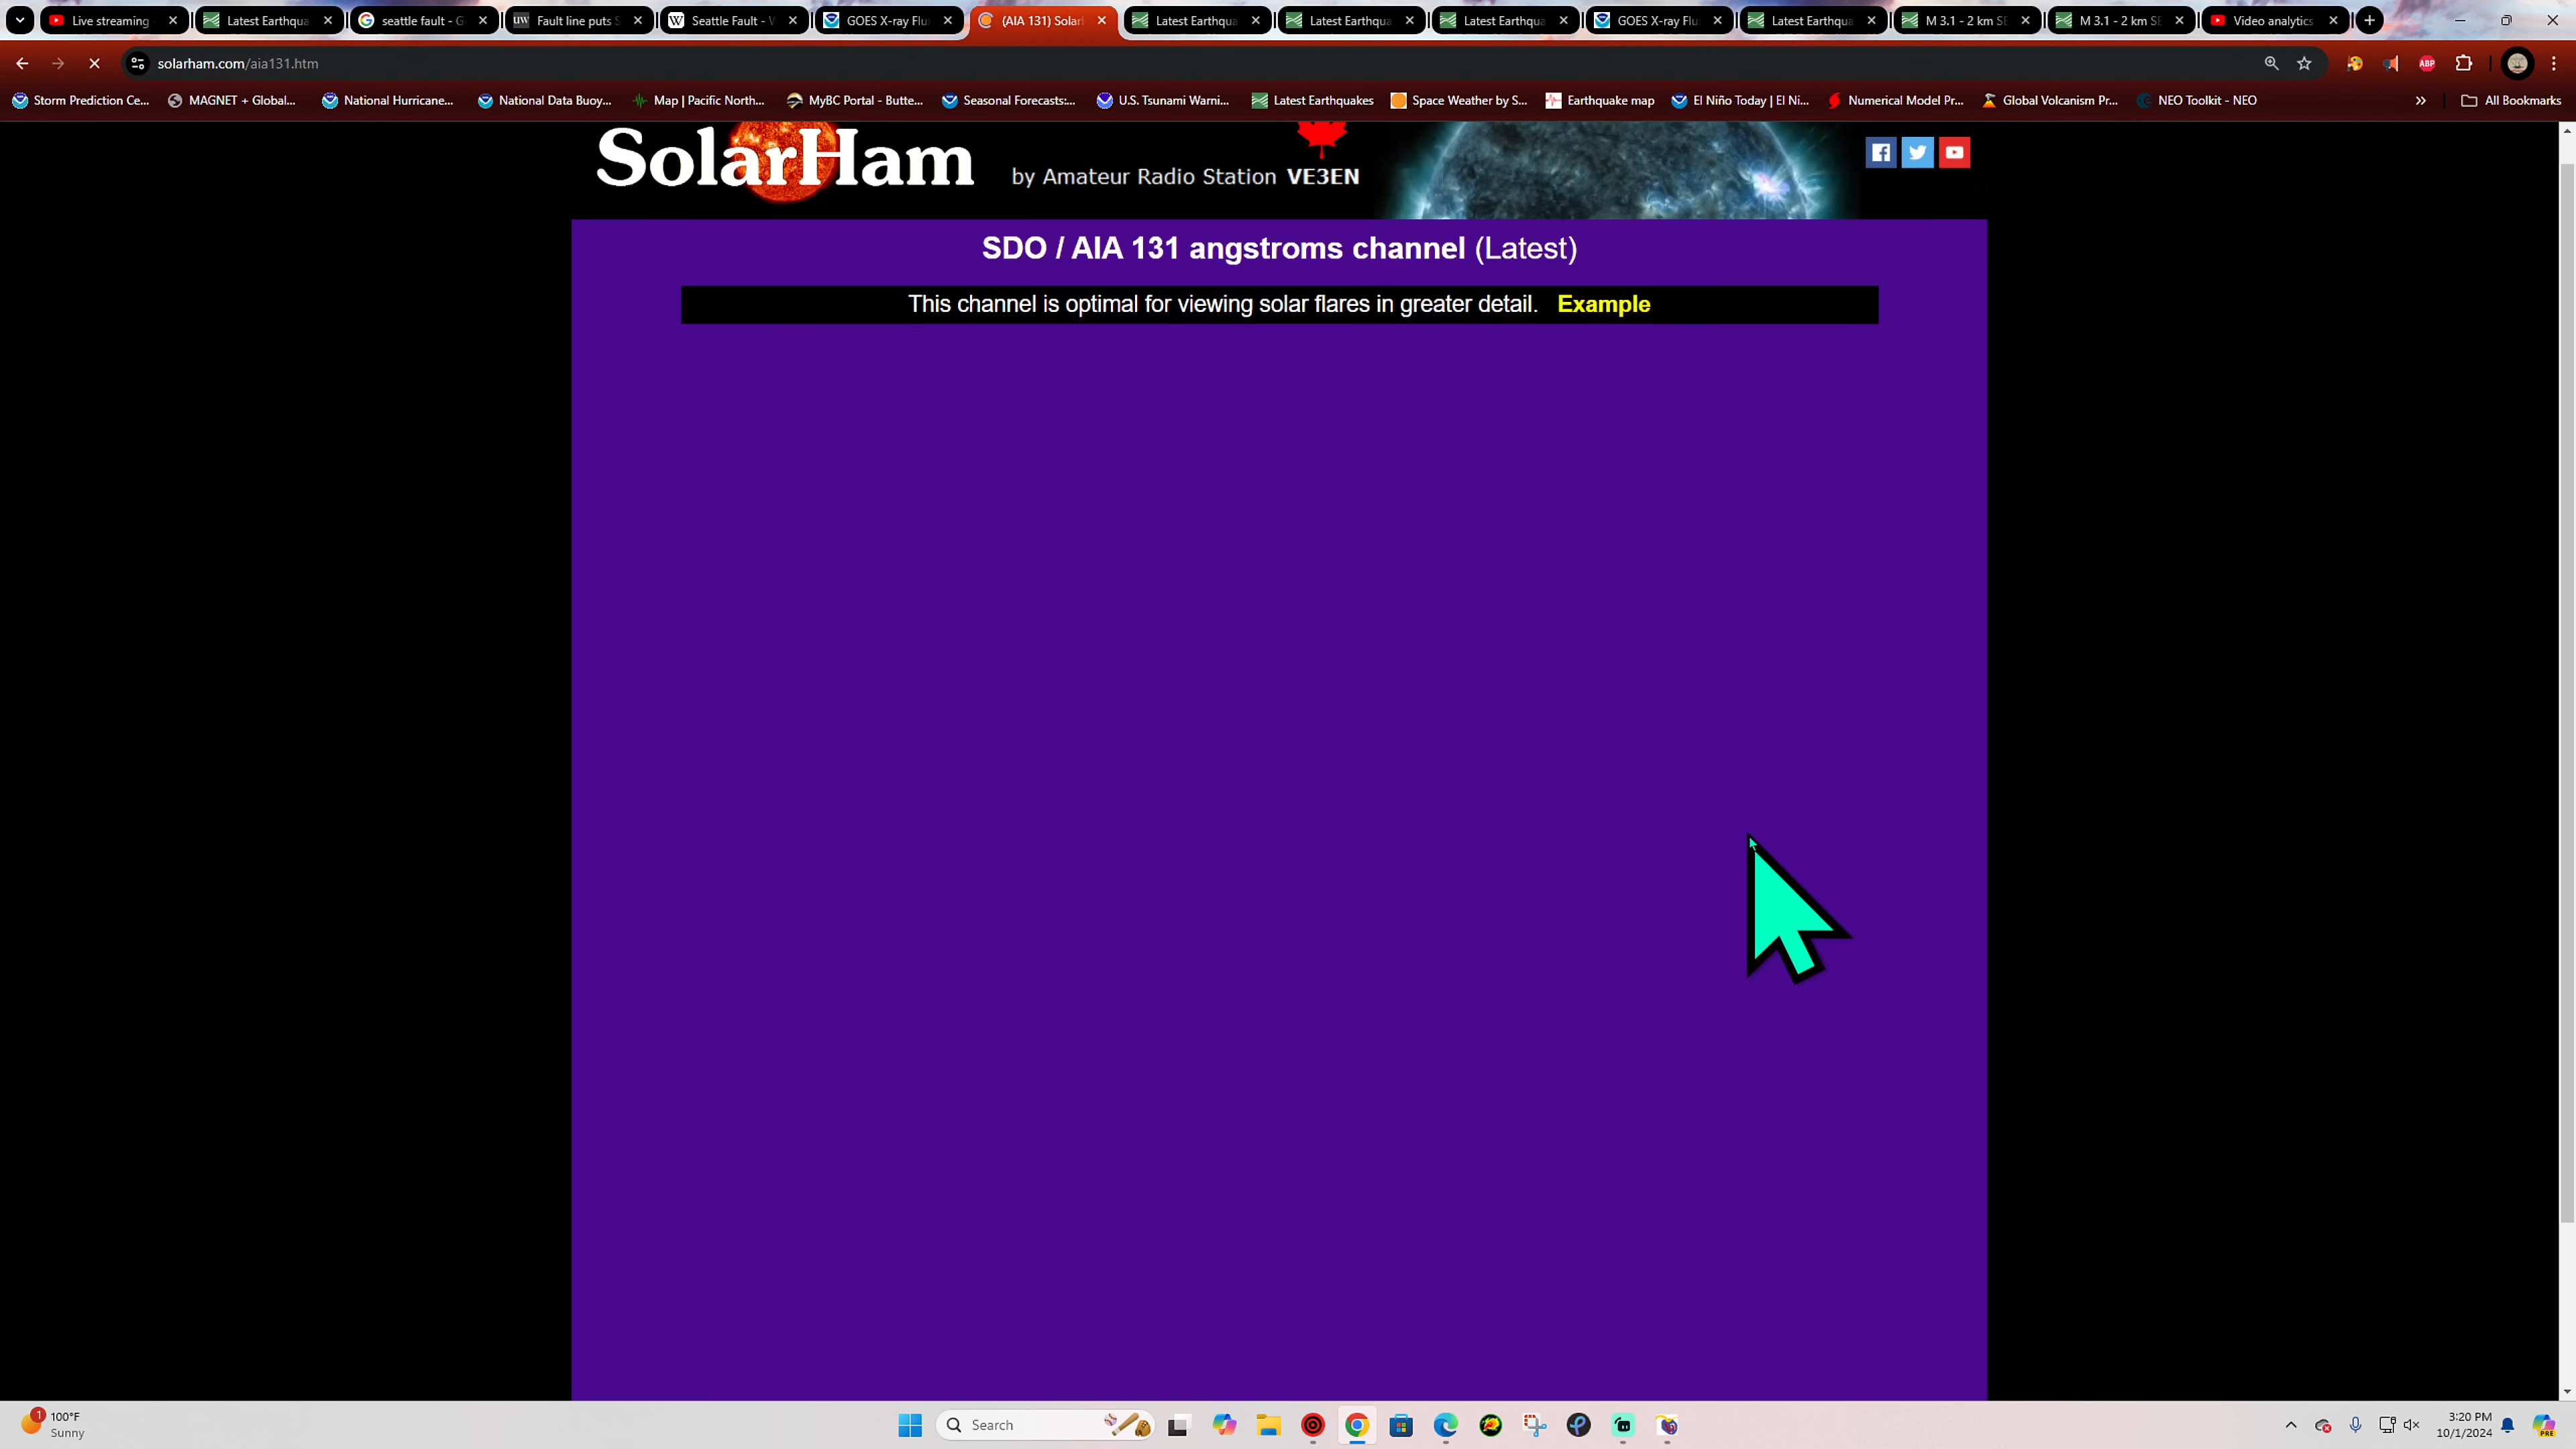 Live streaming
Latest Earthqua
seattle fault - G
UW
Fault line puts S
W
Seattle Fault - W
GOES X-ray Flu
(AIA 131) Solarl
Latest Earthqua
Latest Earthqua
Latest Earthqua
GOES X-ray Flu
Latest Earthqua
M 3.1 - 2 km SE
M 3.1 - 2 km SE
Video analytics
solarham.com/aia131.htm
ABP
Storm Prediction Ce...
MAGNET + Global...
National Hurricane...
National Data Buoy...
Map | Pacific North...
MyBC Portal - Butte...
Seasonal Forecasts:...
U.S. Tsunami Warni...
Latest Earthquakes
Space Weather by S...
Earthquake map
El Niño Today | El Ni...
Numerical Model Pr...
Global Volcanism Pr...
NEO Toolkit - NEO
All Bookmarks
SolarHam
by Amateur Radio Station VE3EN
SDO / AIA 131 angstroms channel (Latest)
This channel is optimal for viewing solar flares in greater detail. Example
1
100°F
Sunny
Search
3:20 PM
10/1/2024
PRE